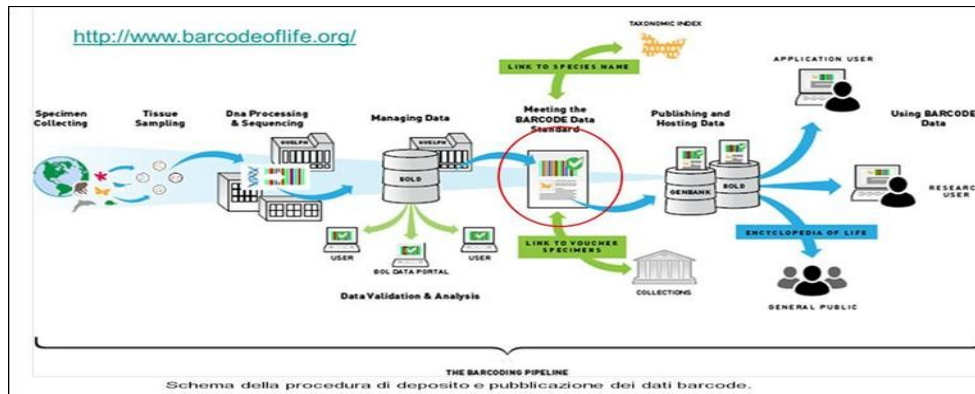 http://www.barcodeoflife.org/
TAXONOMIC INDEX
LINK TO SPECIES NAME
APPLICATION USER
Specimen
Collecting
Tissue
Sampling
Dna Processing
& Sequencing
Managing Data
Meeting the
BARCODE Data
Standard
Publishing and
Hosting Data
Using BARCODE
Data
GUELPH
GUELPH
BOLD
GENBANK
BOLD
RESEARCH
USER
USER
BOL DATA PORTAL
USER
LINK TO VOUCHER
SPECIMENS
ENCYCLOPEDIA OF LIFE
Data Validation & Analysis
COLLECTIONS
GENERAL PUBLIC
THE BARCODING PIPELINE
Schema della procedura di deposito e pubblicazione dei dati barcode.